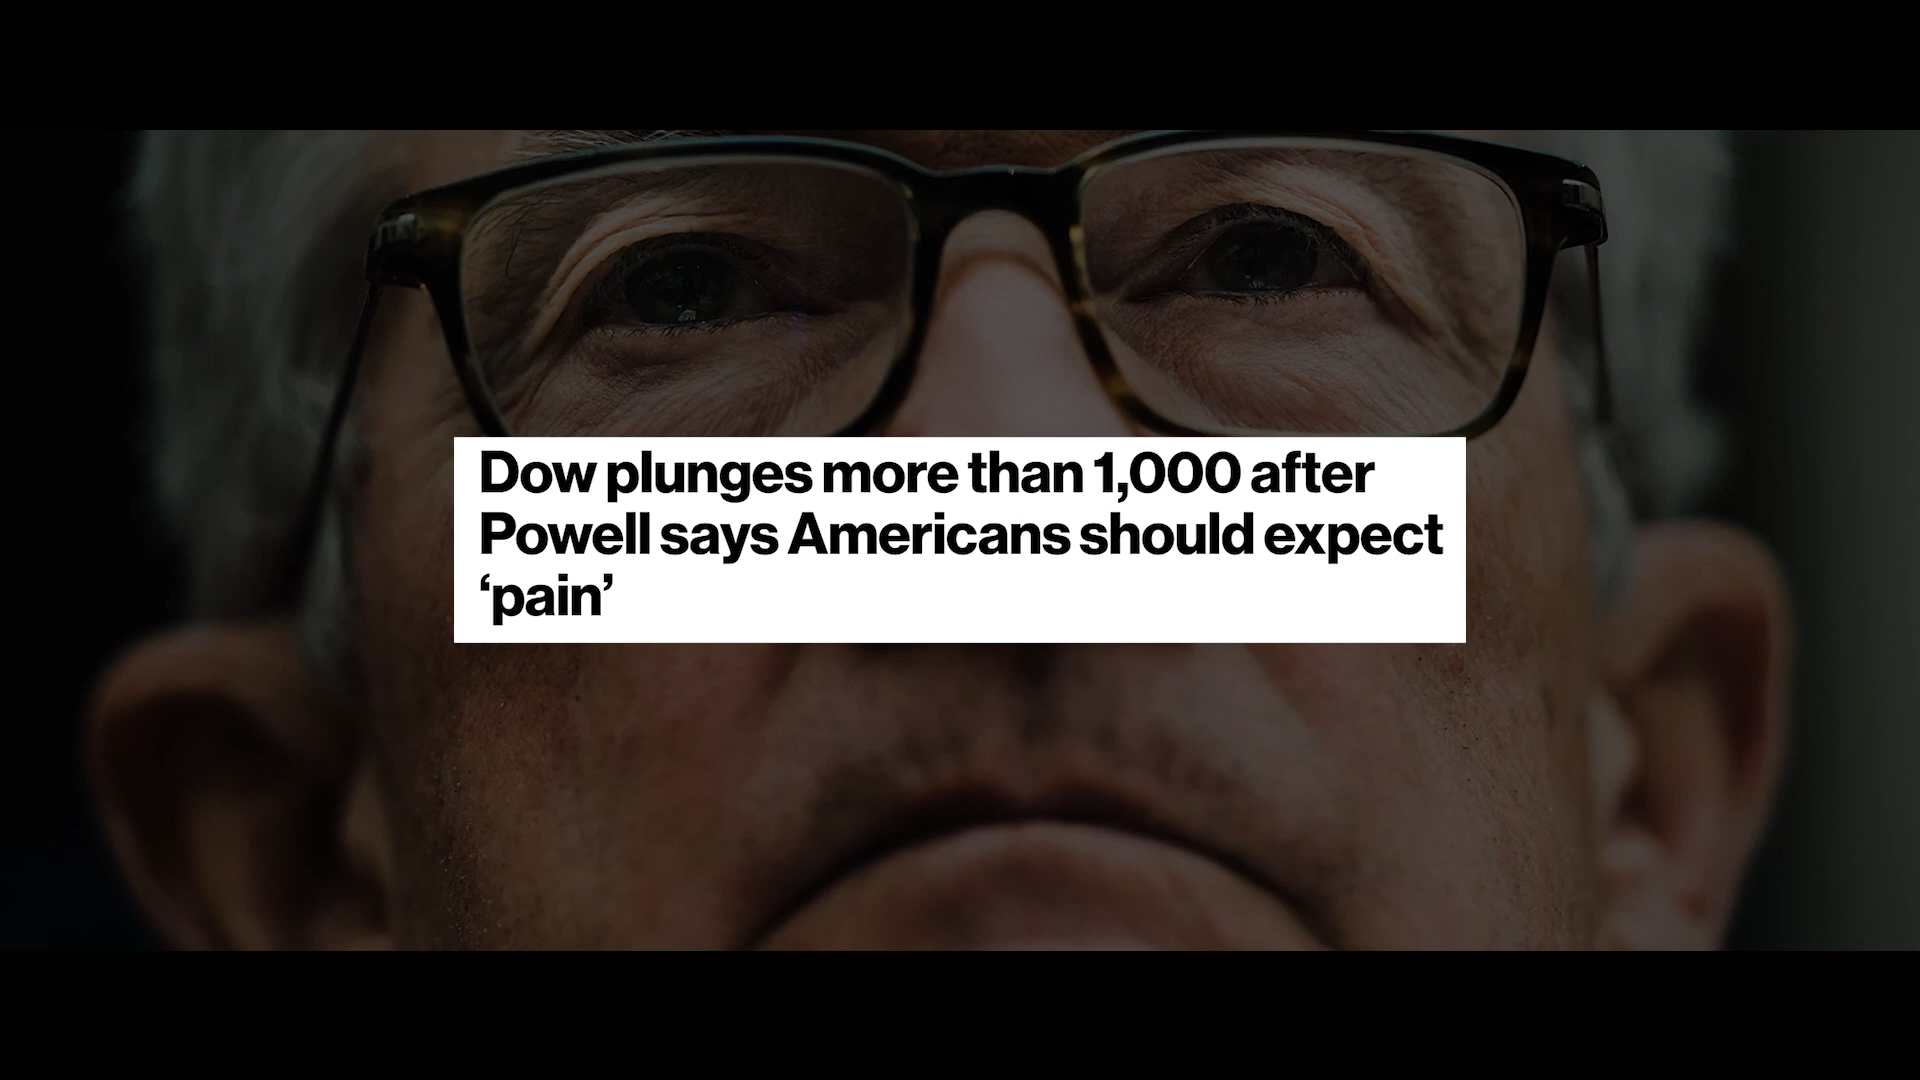 Dow plunges more than 1,000 after
Powell says Americans should expect
‘pain’